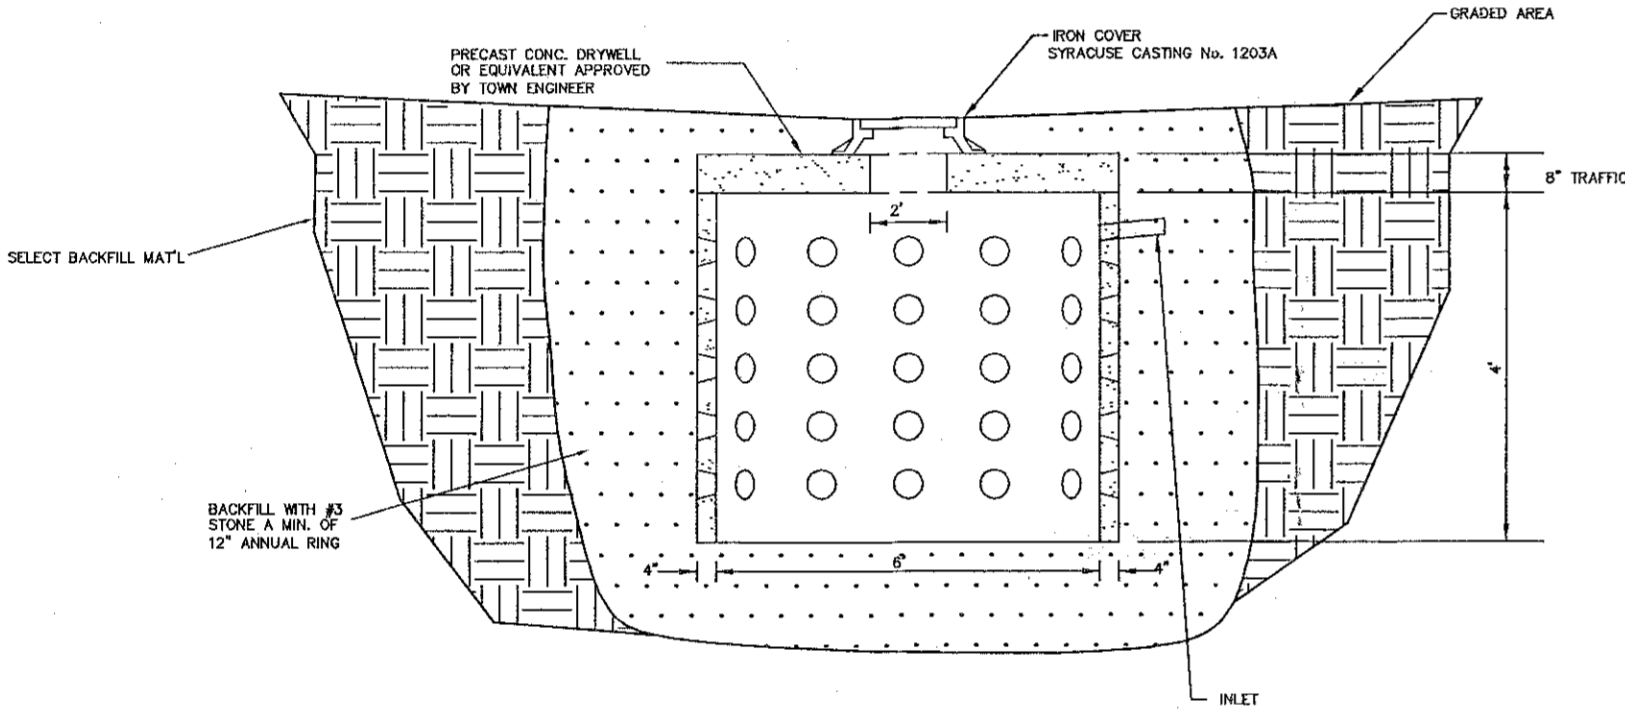 GRADED AREA
IRON COVER
SYRACUSE CASTING No. 1203A
PRECAST CONC. DRYWELL
OR EQUIVALENT APPROVED
BY TOWN ENGINEER
8" TRAFFIC
2'
SELECT BACKFILL MAT'L
4'
BACKFILL WITH #3
STONE A MIN. OF
12" ANNUAL RING
4"
6'
4"
INLET